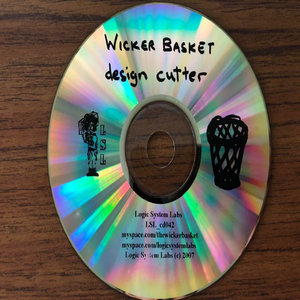 WICKER BASKET
design cutter
LSL
Logic System Labs
LSL_cd042
myspace.com/thewickerbasket
myspace.com/logicsystemlabs
Logic System Labs (c) 2007